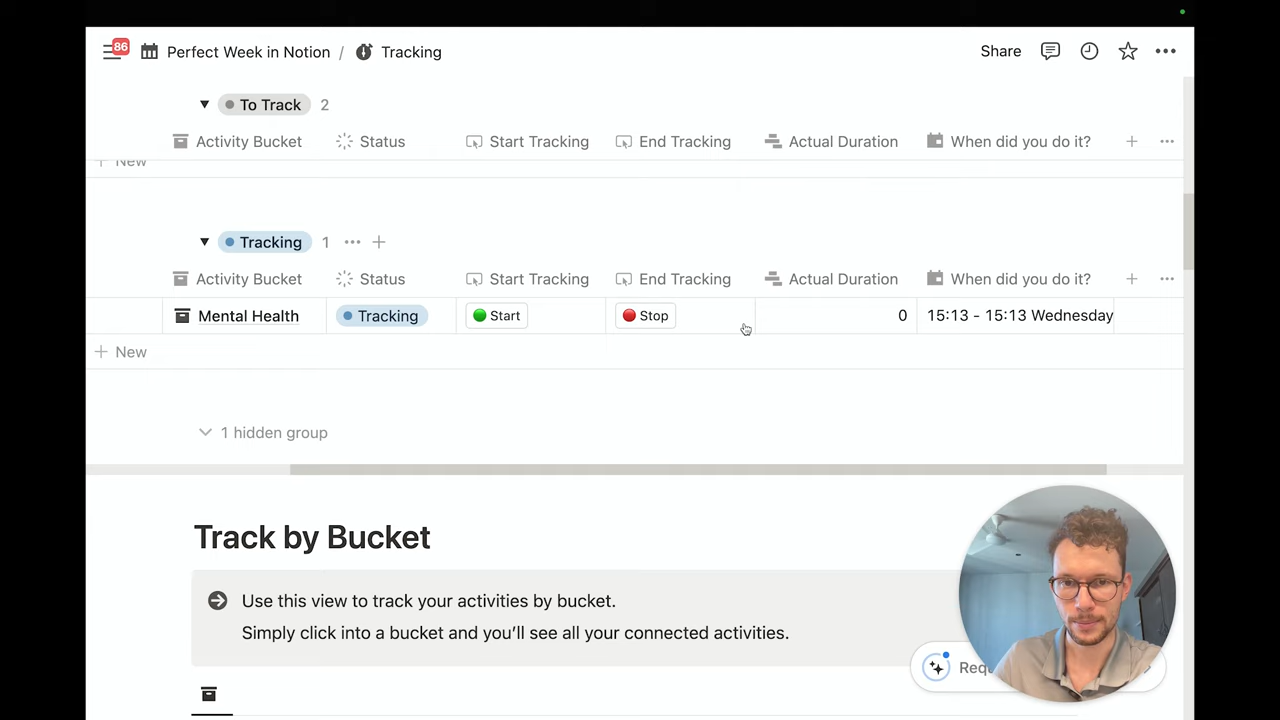 86 Perfect Week in Notion / Tracking Share
To Track 2
Activity Bucket Status Start Tracking End Tracking Actual Duration When did you do it?
New
Tracking 1
Activity Bucket Status Start Tracking End Tracking Actual Duration When did you do it?
Mental Health Tracking Start Stop 0 15:13 - 15:13 Wednesday
New
1 hidden group
Track by Bucket
Use this view to track your activities by bucket.
Simply click into a bucket and you’ll see all your connected activities.